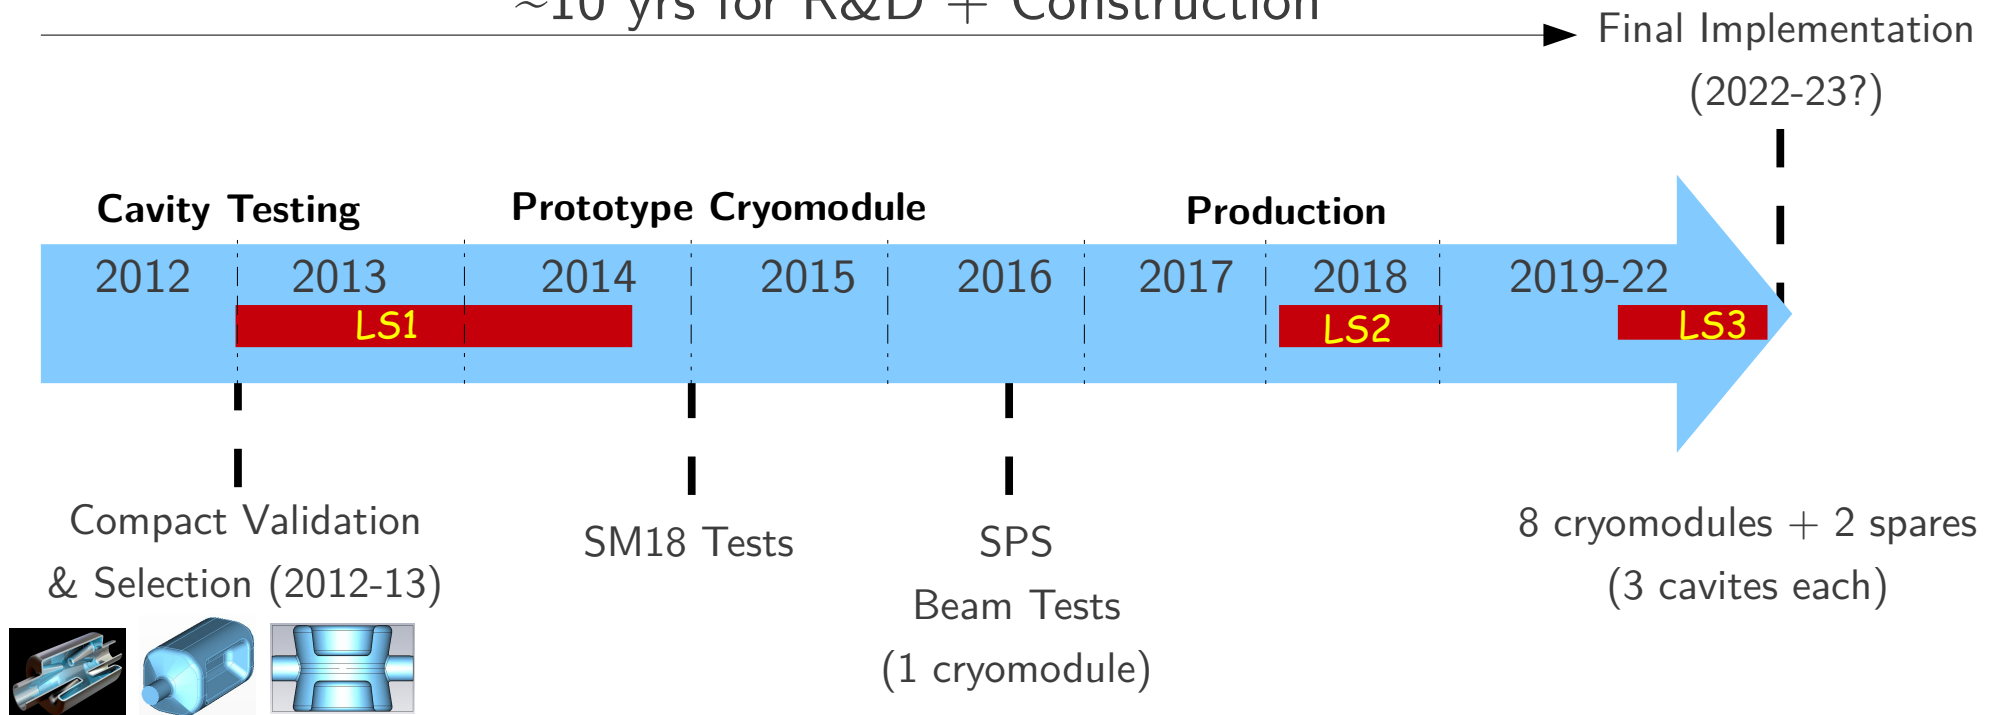 ~10 yrs for R&D + Construction
Final Implementation
(2022-23?)
Cavity Testing
Prototype Cryomodule
Production
2012
2013
2014
2015
2016
2017
2018
2019-22
LS1
LS2
LS3
Compact Validation
& Selection (2012-13)
SM18 Tests
SPS
Beam Tests
(1 cryomodule)
8 cryomodules + 2 spares
(3 cavites each)